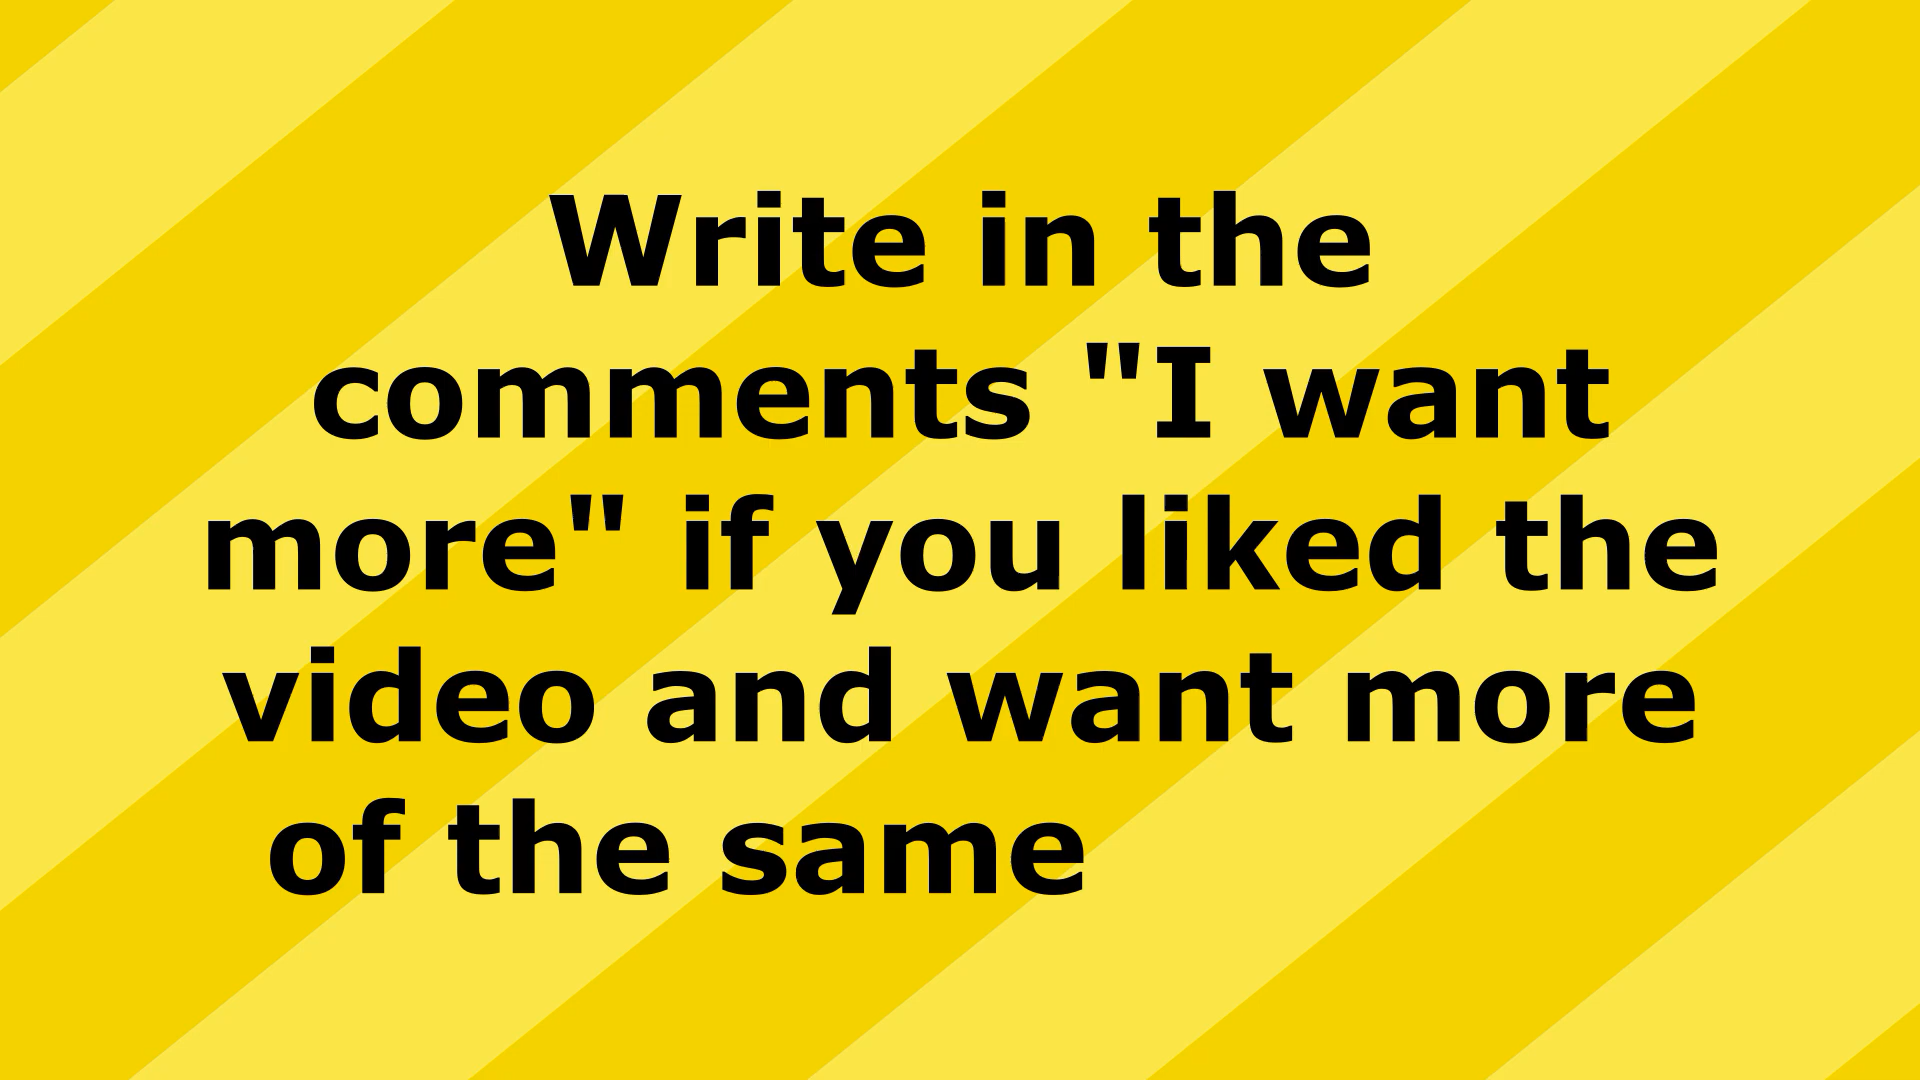 Write in the
comments "I want
more" if you liked the
video and want more
of the same